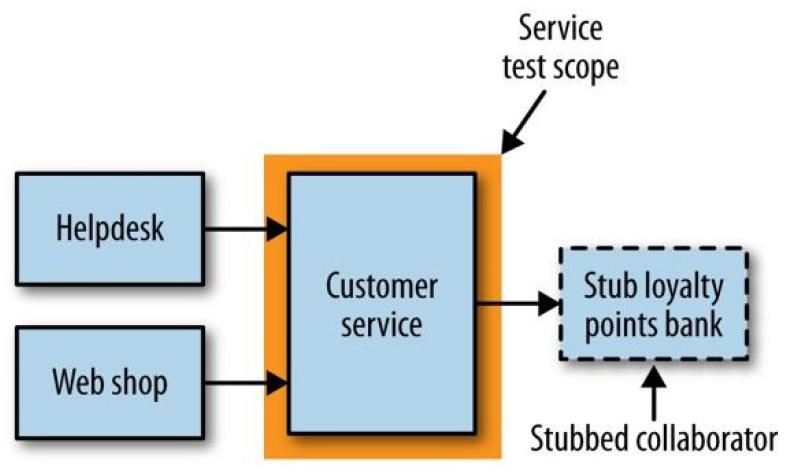 Service
test scope
Helpdesk
Customer
service
Stub loyalty
points bank
Web shop
Stubbed collaborator